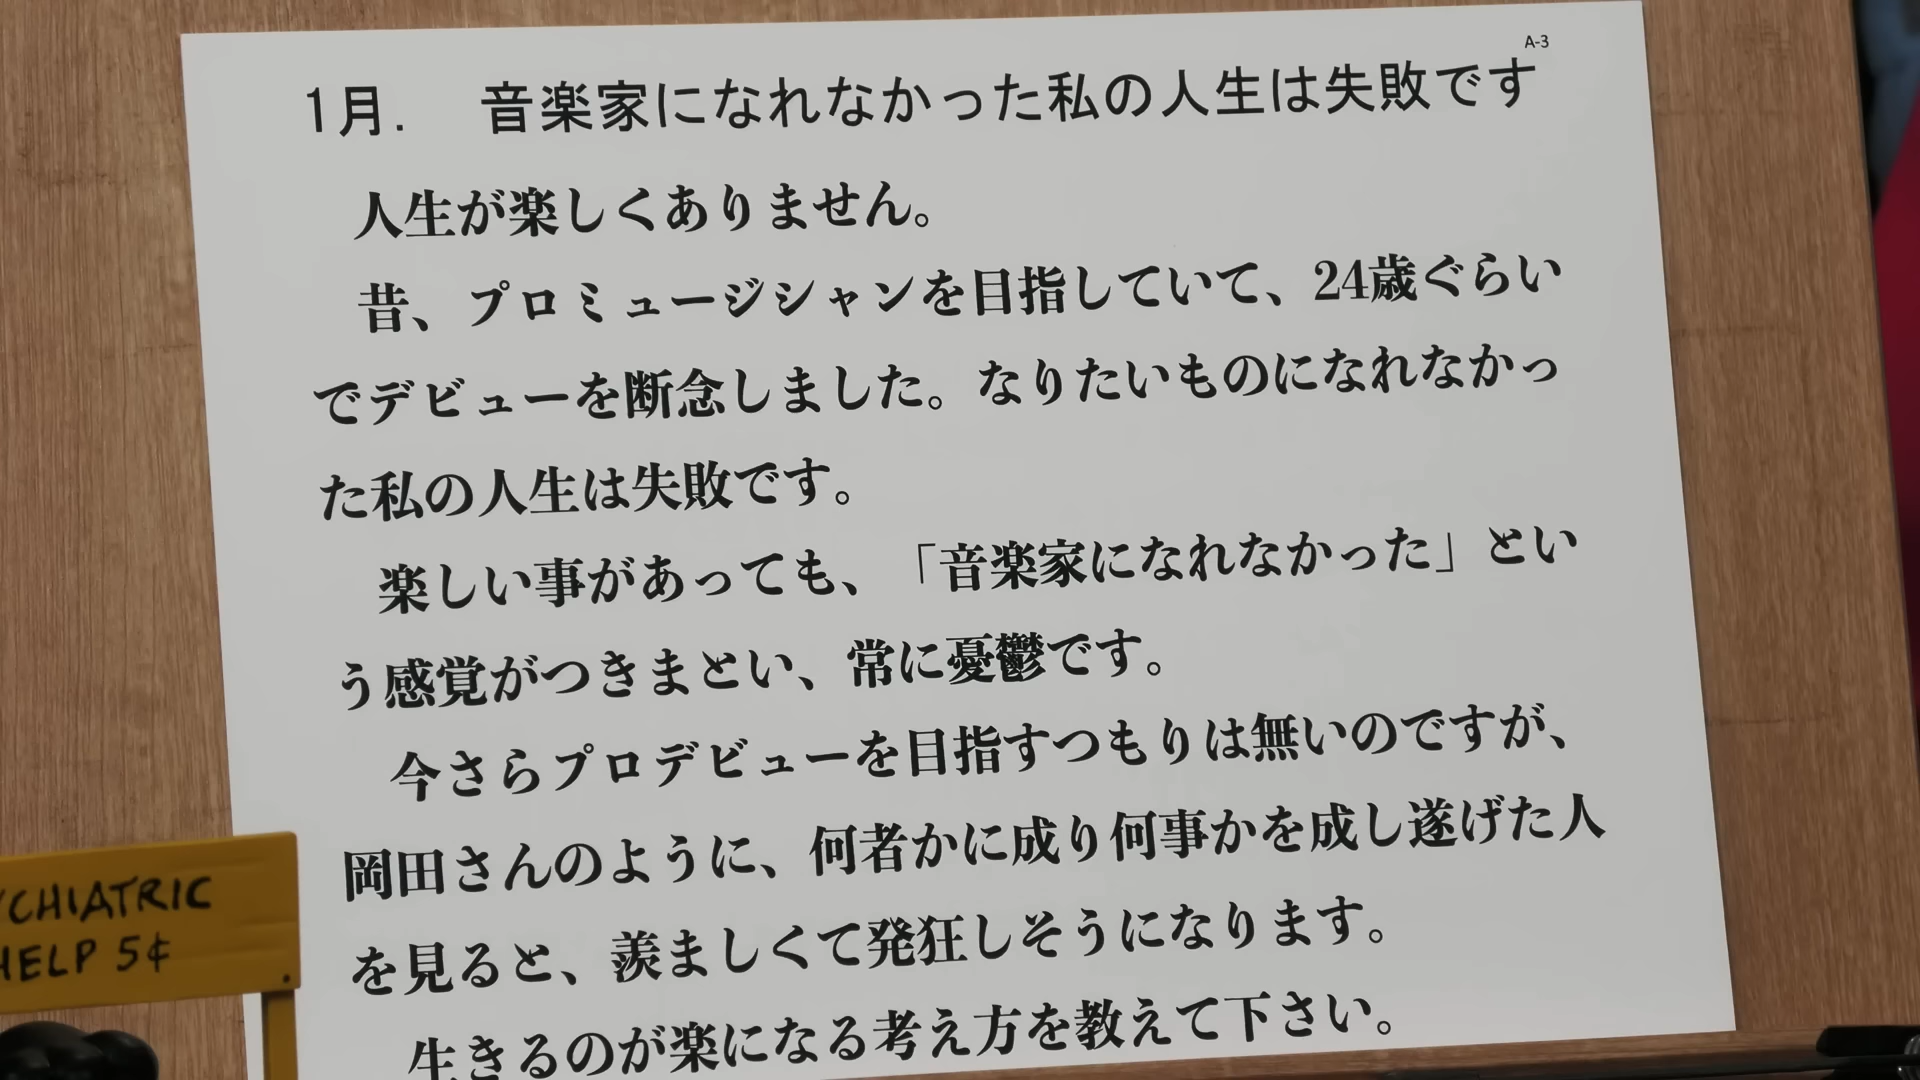 A-3
1月.　音楽家になれなかった私の人生は失敗です
人生が楽しくありません。
昔、プロミュージシャンを目指していて、24歳ぐらい
でデビューを断念しました。なりたいものになれなかっ
た私の人生は失敗です。
楽しい事があっても、「音楽家になれなかった」とい
う感覚がつきまとい、常に憂鬱です。
今さらプロデビューを目指すつもりは無いのですが、
岡田さんのように、何者かに成り何事かを成し遂げた人
を見ると、羨ましくて発狂しそうになります。
生きるのが楽になる考え方を教えて下さい。
YCHIATRIC
HELP 5¢